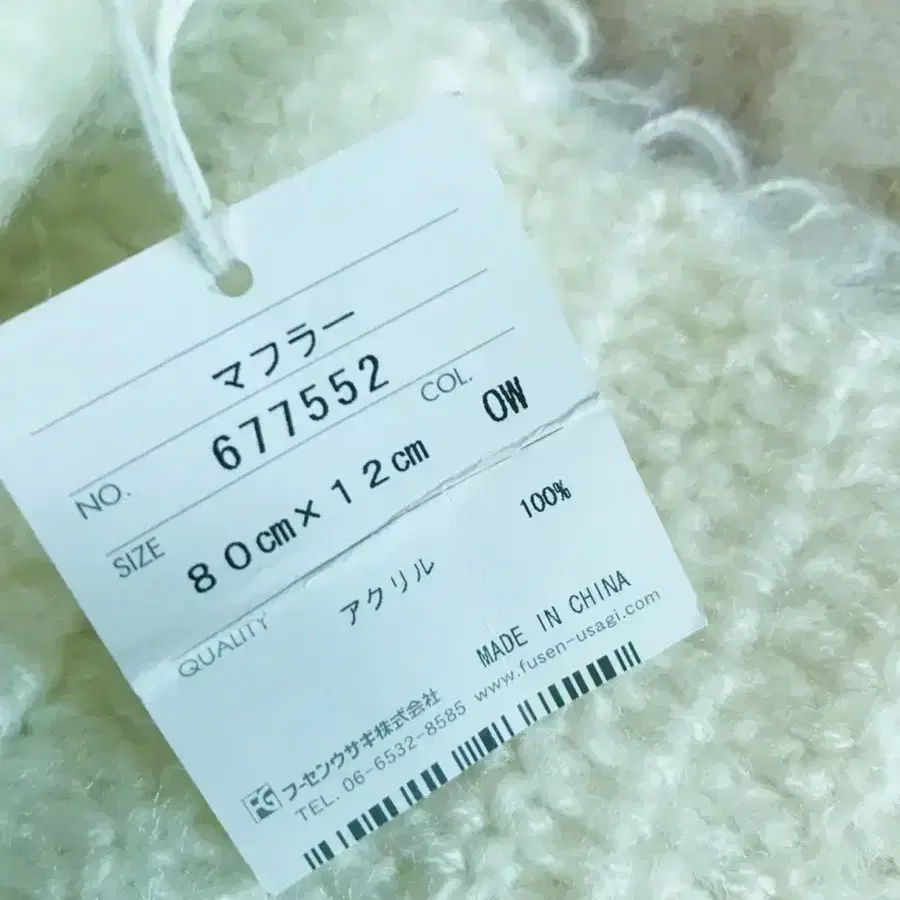 マフラー
NO. 677552 COL. OW
SIZE 80cm×12cm
QUALITY アクリル 100%
MADE IN CHINA
フーセンウサギ株式会社
TEL. 06-6532-8585 www.fusen-usagi.com